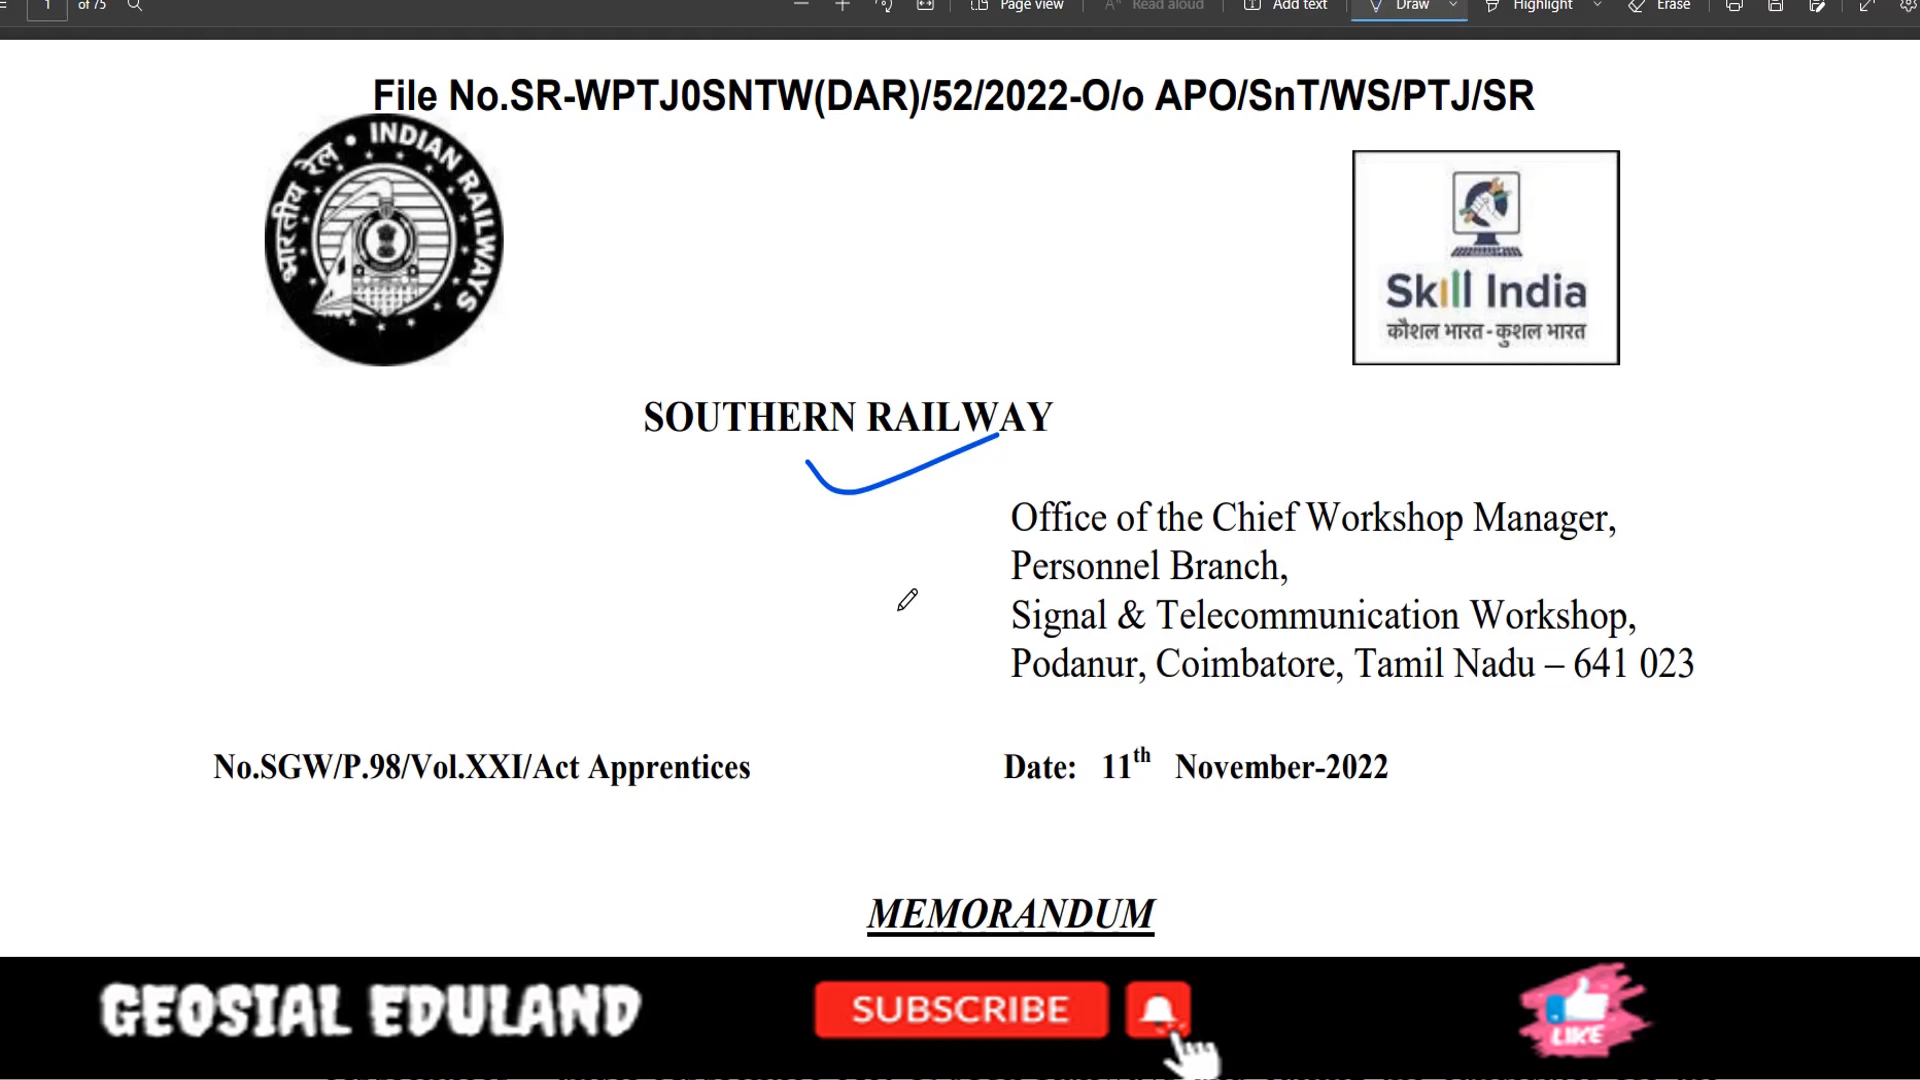 1 of 75 Page view Read aloud Add text Draw Highlight Erase
File No.SR-WPTJ0SNTW(DAR)/52/2022-O/o APO/SnT/WS/PTJ/SR
भारतीय रेल • INDIAN RAILWAYS
Skill India
कौशल भारत - कुशल भारत
SOUTHERN RAILWAY
Office of the Chief Workshop Manager,
Personnel Branch,
Signal & Telecommunication Workshop,
Podanur, Coimbatore, Tamil Nadu – 641 023
No.SGW/P.98/Vol.XXI/Act Apprentices Date: 11th November-2022
MEMORANDUM
GEOSIAL EDULAND SUBSCRIBE LIKE